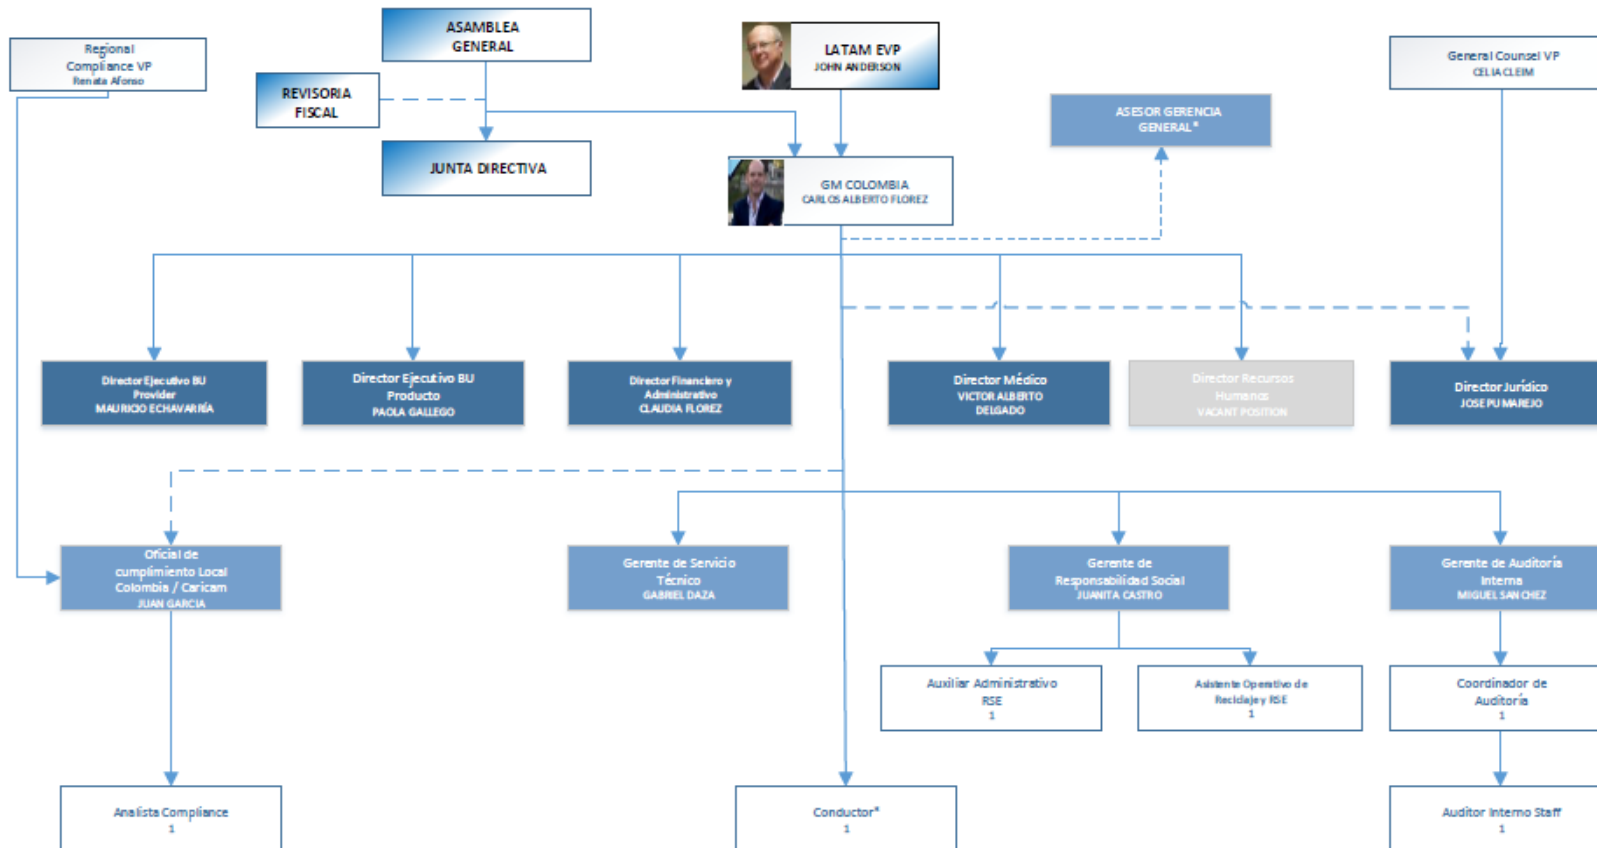 ASAMBLEA
GENERAL
Regional
Compliance VP
Renata Afonso
LATAM EVP
JOHN ANDERSON
General Counsel VP
CELIA CLEIM
REVISORIA
FISCAL
ASESOR GERENCIA
GENERAL*
JUNTA DIRECTIVA
GM COLOMBIA
CARLOS ALBERTO FLOREZ
Director Ejecutivo BU
Provider
MAURICIO ECHAVARRÍA
Director Ejecutivo BU
Producto
PAOLA GALLEGO
Director Financiero y
Administrativo
CLAUDIA FLOREZ
Director Médico
VICTOR ALBERTO
DELGADO
Director Recursos
Humanos
VACANT POSITION
Director Jurídico
JOSE PUMAREJO
Oficial de
cumplimiento Local
Colombia / Caricam
JUAN GARCIA
Gerente de Servicio
Técnico
GABRIEL DAZA
Gerente de
Responsabilidad Social
JUANITA CASTRO
Gerente de Auditoría
Interna
MIGUEL SANCHEZ
Auxiliar Administrativo
RSE
1
Asistente Operativo de
Reciclaje y RSE
1
Coordinador de
Auditoría
1
Analista Compliance
1
Conductor*
1
Auditor Interno Staff
1